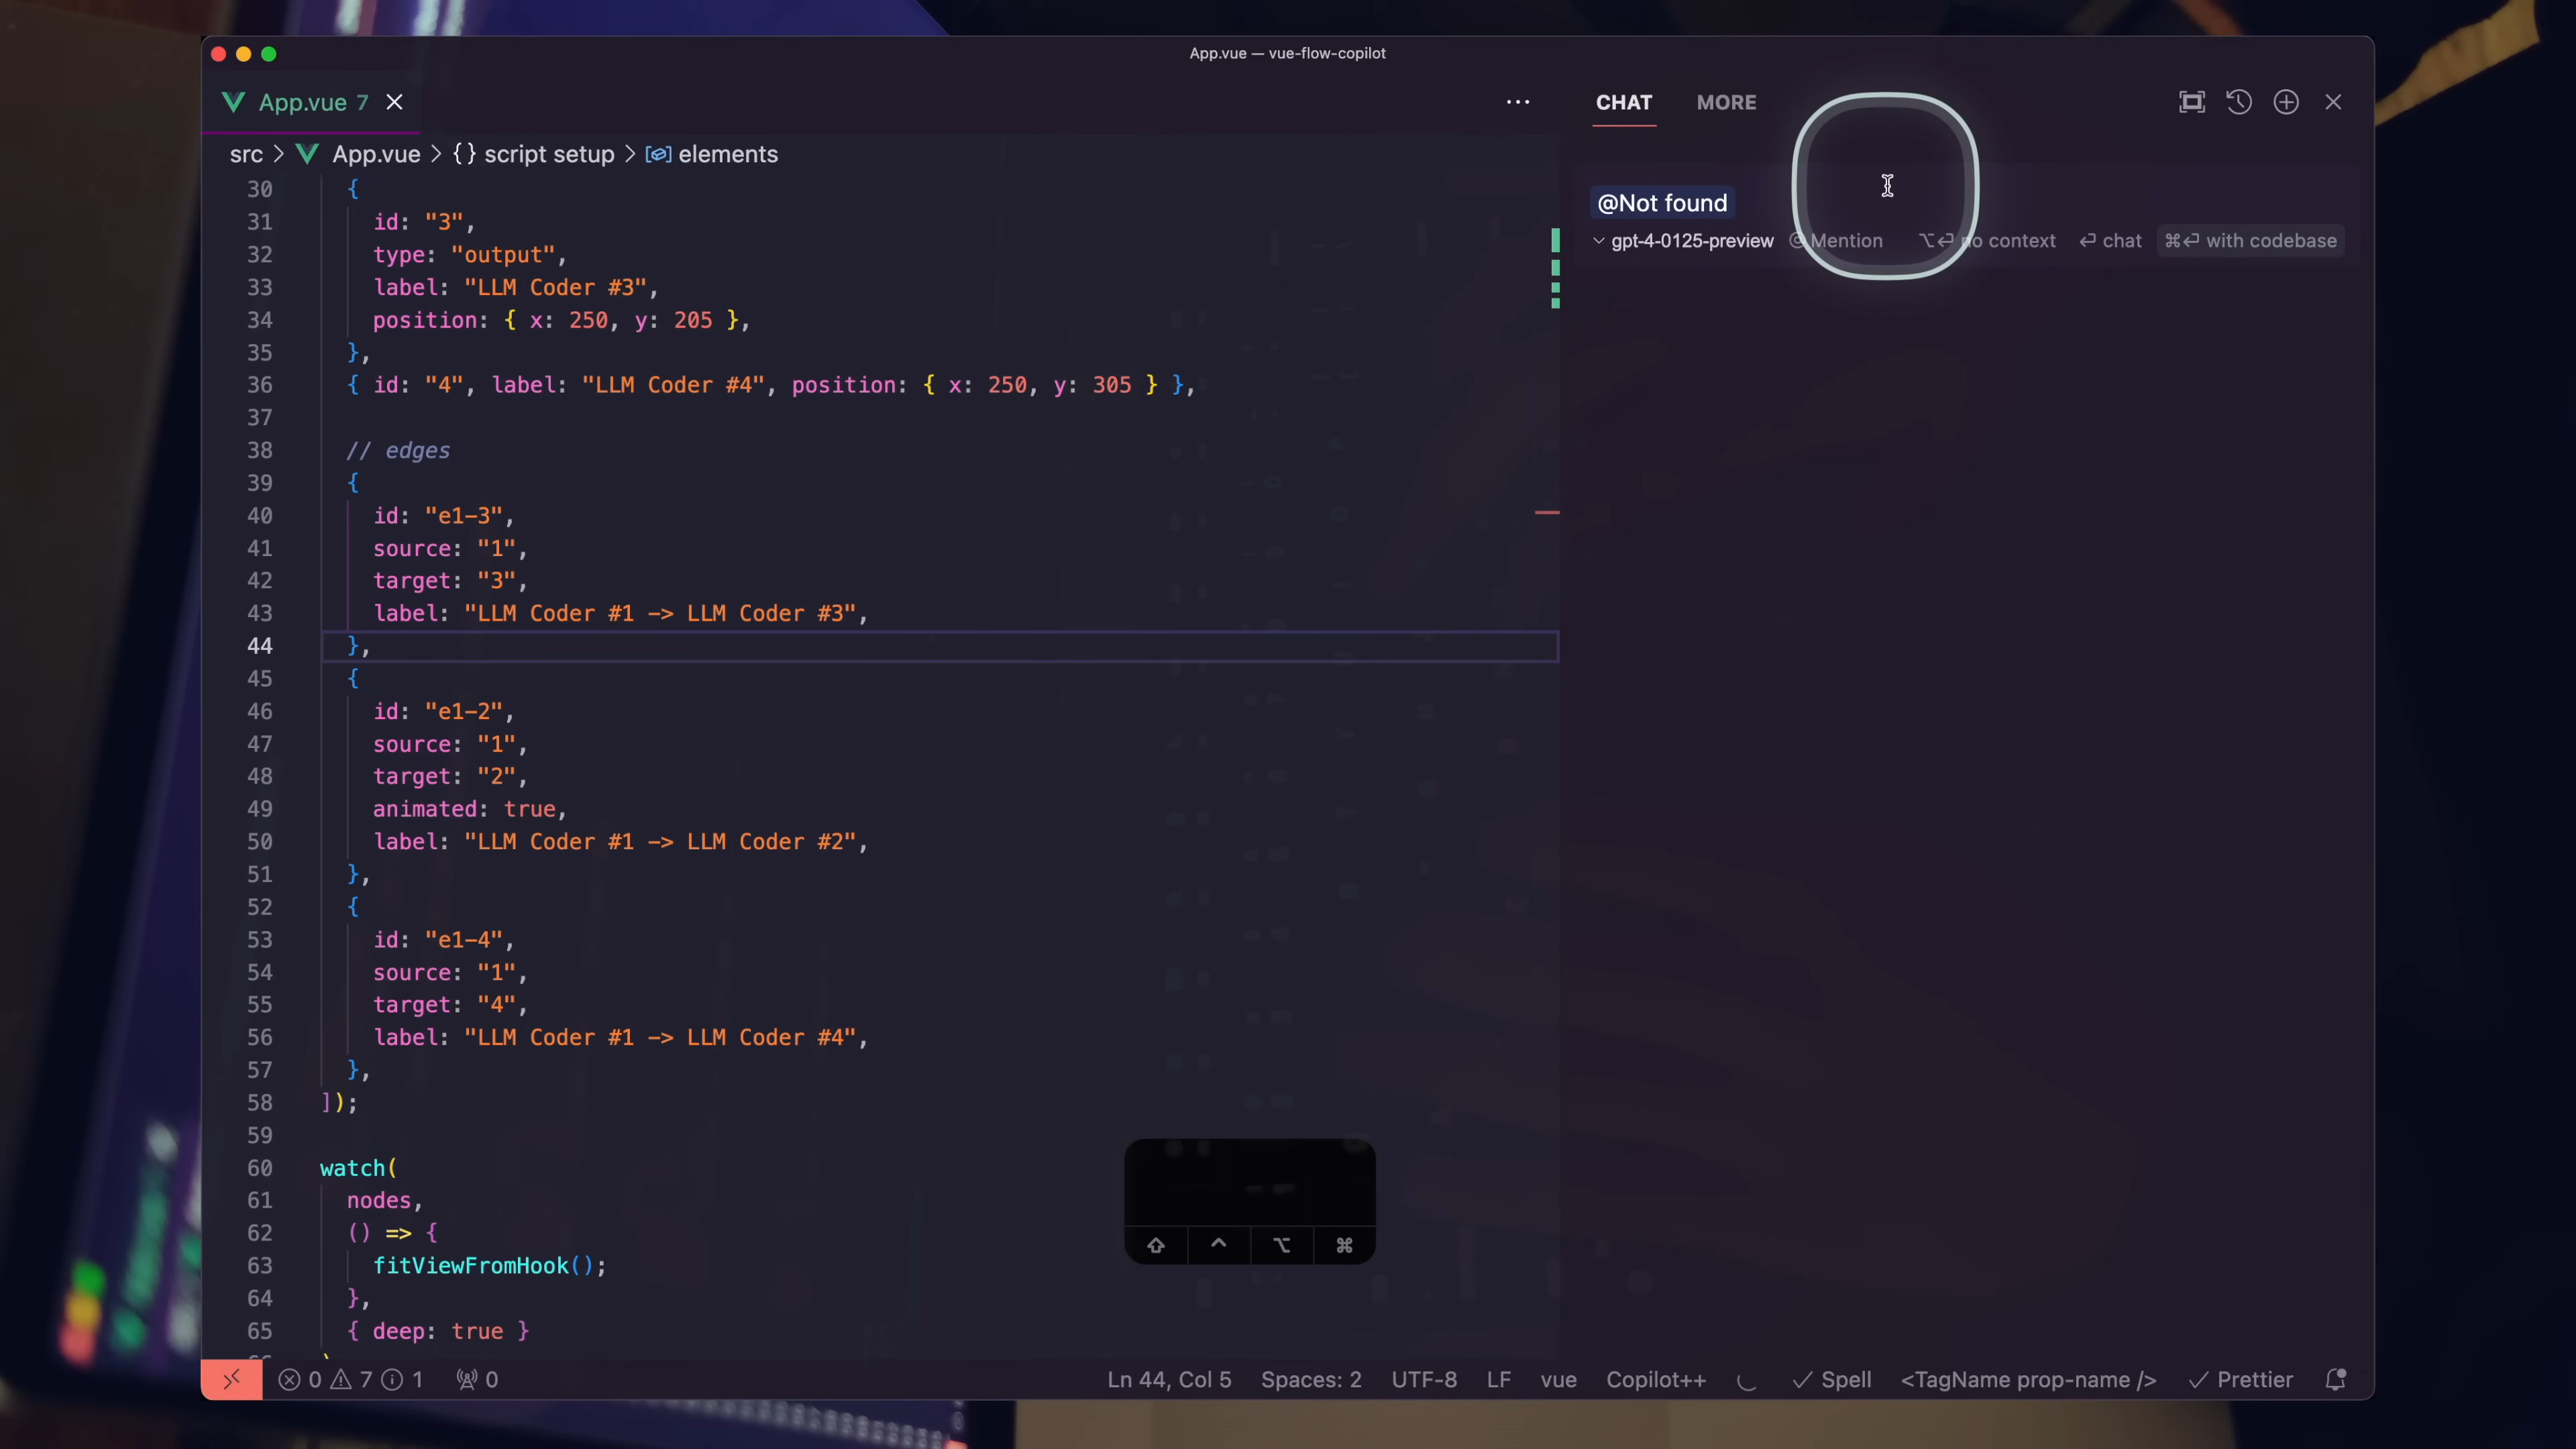 App.vue — vue-flow-copilot
App.vue 7
CHAT MORE
src > App.vue > {} script setup > elements
@Not found
gpt-4-0125-preview @ Mention ⌥⏎ no context ⏎ chat ⌘⏎ with codebase
30 {
31 id: "3",
32 type: "output",
33 label: "LLM Coder #3",
34 position: { x: 250, y: 205 },
35 },
36 { id: "4", label: "LLM Coder #4", position: { x: 250, y: 305 } },
37
38 // edges
39 {
40 id: "e1-3",
41 source: "1",
42 target: "3",
43 label: "LLM Coder #1 -> LLM Coder #3",
44 },
45 {
46 id: "e1-2",
47 source: "1",
48 target: "2",
49 animated: true,
50 label: "LLM Coder #1 -> LLM Coder #2",
51 },
52 {
53 id: "e1-4",
54 source: "1",
55 target: "4",
56 label: "LLM Coder #1 -> LLM Coder #4",
57 },
58 ]);
59
60 watch(
61 nodes,
62 () => {
63 fitViewFromHook();
64 },
65 { deep: true }
0 7 1 0 Ln 44, Col 5 Spaces: 2 UTF-8 LF vue Copilot++ Spell <TagName prop-name /> Prettier